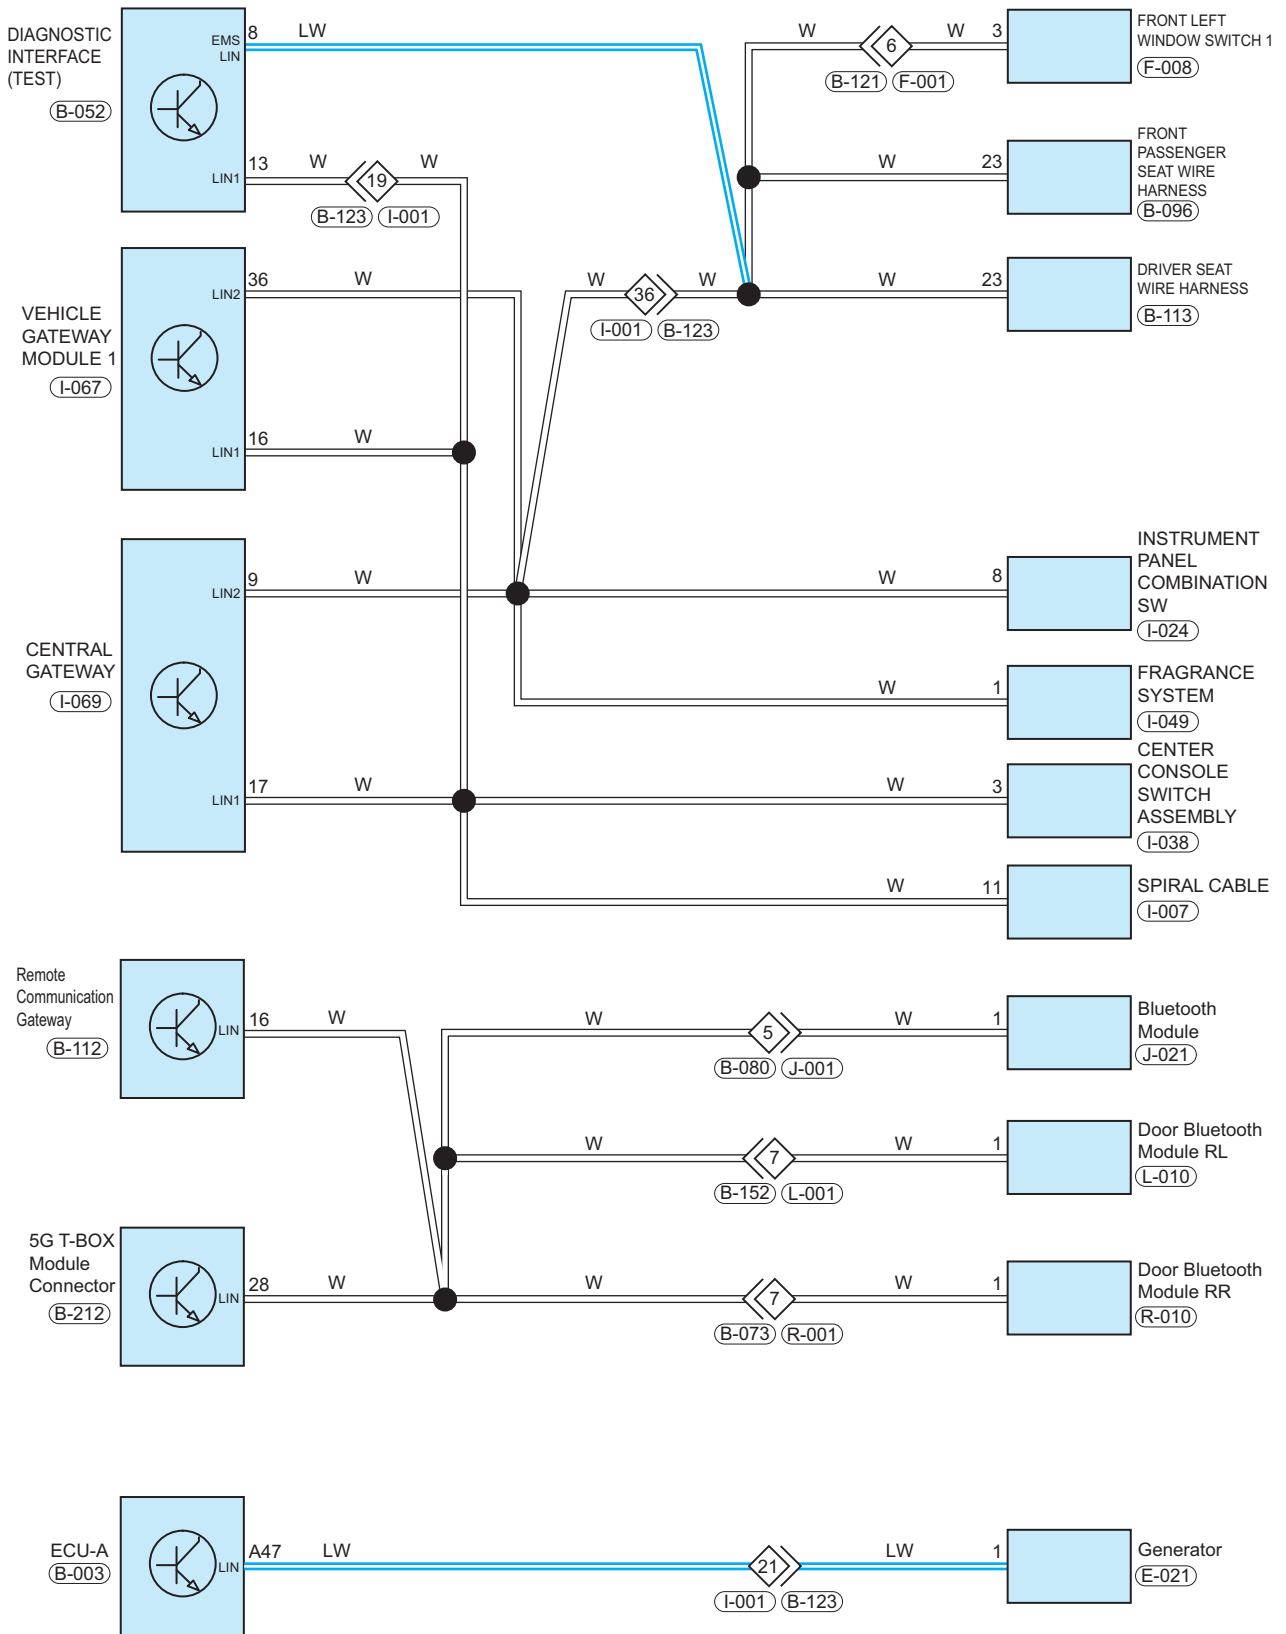 DIAGNOSTIC
INTERFACE
(TEST)
B-052
EMS
LIN
8
LW
LIN1
13
W
19
W
B-123
I-001
W
6
W
3
B-121
F-001
FRONT LEFT
WINDOW SWITCH 1
F-008
W
23
FRONT
PASSENGER
SEAT WIRE
HARNESS
B-096
VEHICLE
GATEWAY
MODULE 1
I-067
LIN2
36
W
LIN1
16
W
W
36
W
I-001
B-123
W
23
DRIVER SEAT
WIRE HARNESS
B-113
CENTRAL
GATEWAY
I-069
LIN2
9
W
LIN1
17
W
W
8
INSTRUMENT
PANEL
COMBINATION
SW
I-024
W
1
FRAGRANCE
SYSTEM
I-049
W
3
CENTER
CONSOLE
SWITCH
ASSEMBLY
I-038
W
11
SPIRAL CABLE
I-007
Remote
Communication
Gateway
B-112
LIN
16
W
W
5
W
1
B-080
J-001
Bluetooth
Module
J-021
W
7
W
1
B-152
L-001
Door Bluetooth
Module RL
L-010
5G T-BOX
Module
Connector
B-212
LIN
28
W
W
7
W
1
B-073
R-001
Door Bluetooth
Module RR
R-010
ECU-A
B-003
LIN
A47
LW
21
LW
1
I-001
B-123
Generator
E-021